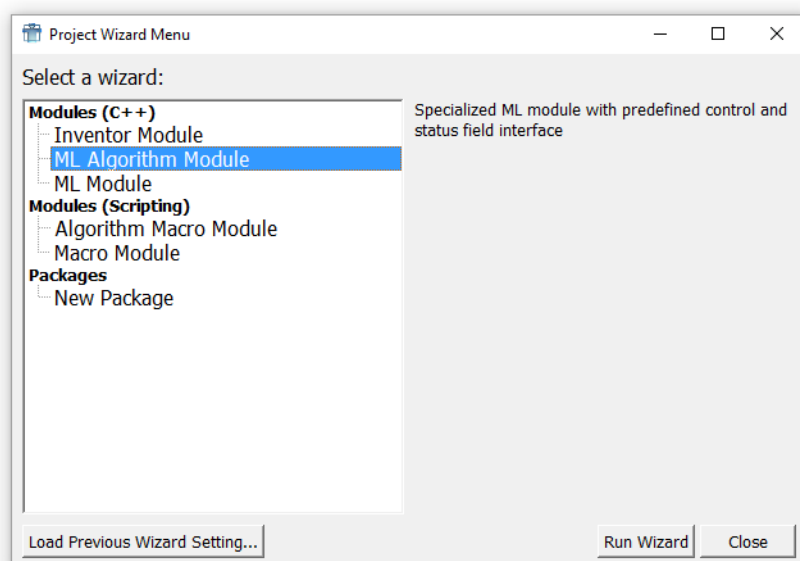 Project Wizard Menu
Select a wizard:
Modules (C++)
Inventor Module
ML Algorithm Module
ML Module
Modules (Scripting)
Algorithm Macro Module
Macro Module
Packages
New Package
Specialized ML module with predefined control and
status field interface
Load Previous Wizard Setting...
Run Wizard
Close